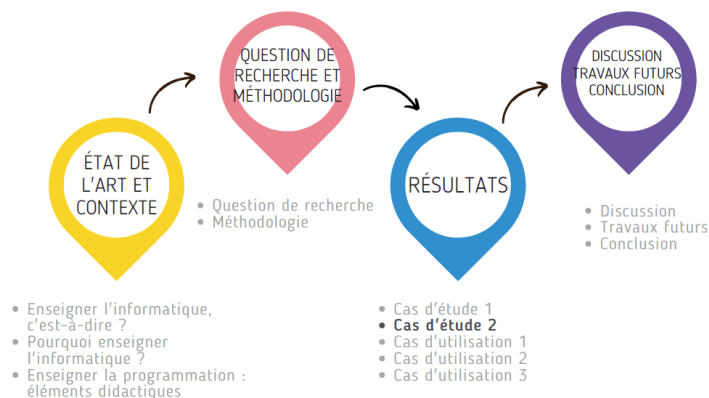 ÉTAT DE
L'ART ET
CONTEXTE
• Enseigner l'informatique,
c'est-à-dire ?
• Pourquoi enseigner
l'informatique ?
• Enseigner la programmation :
éléments didactiques
QUESTION DE
RECHERCHE ET
MÉTHODOLOGIE
• Question de recherche
• Méthodologie
RÉSULTATS
• Cas d'étude 1
• Cas d'étude 2
• Cas d'utilisation 1
• Cas d'utilisation 2
• Cas d'utilisation 3
DISCUSSION
TRAVAUX FUTURS
CONCLUSION
• Discussion
• Travaux futurs
• Conclusion